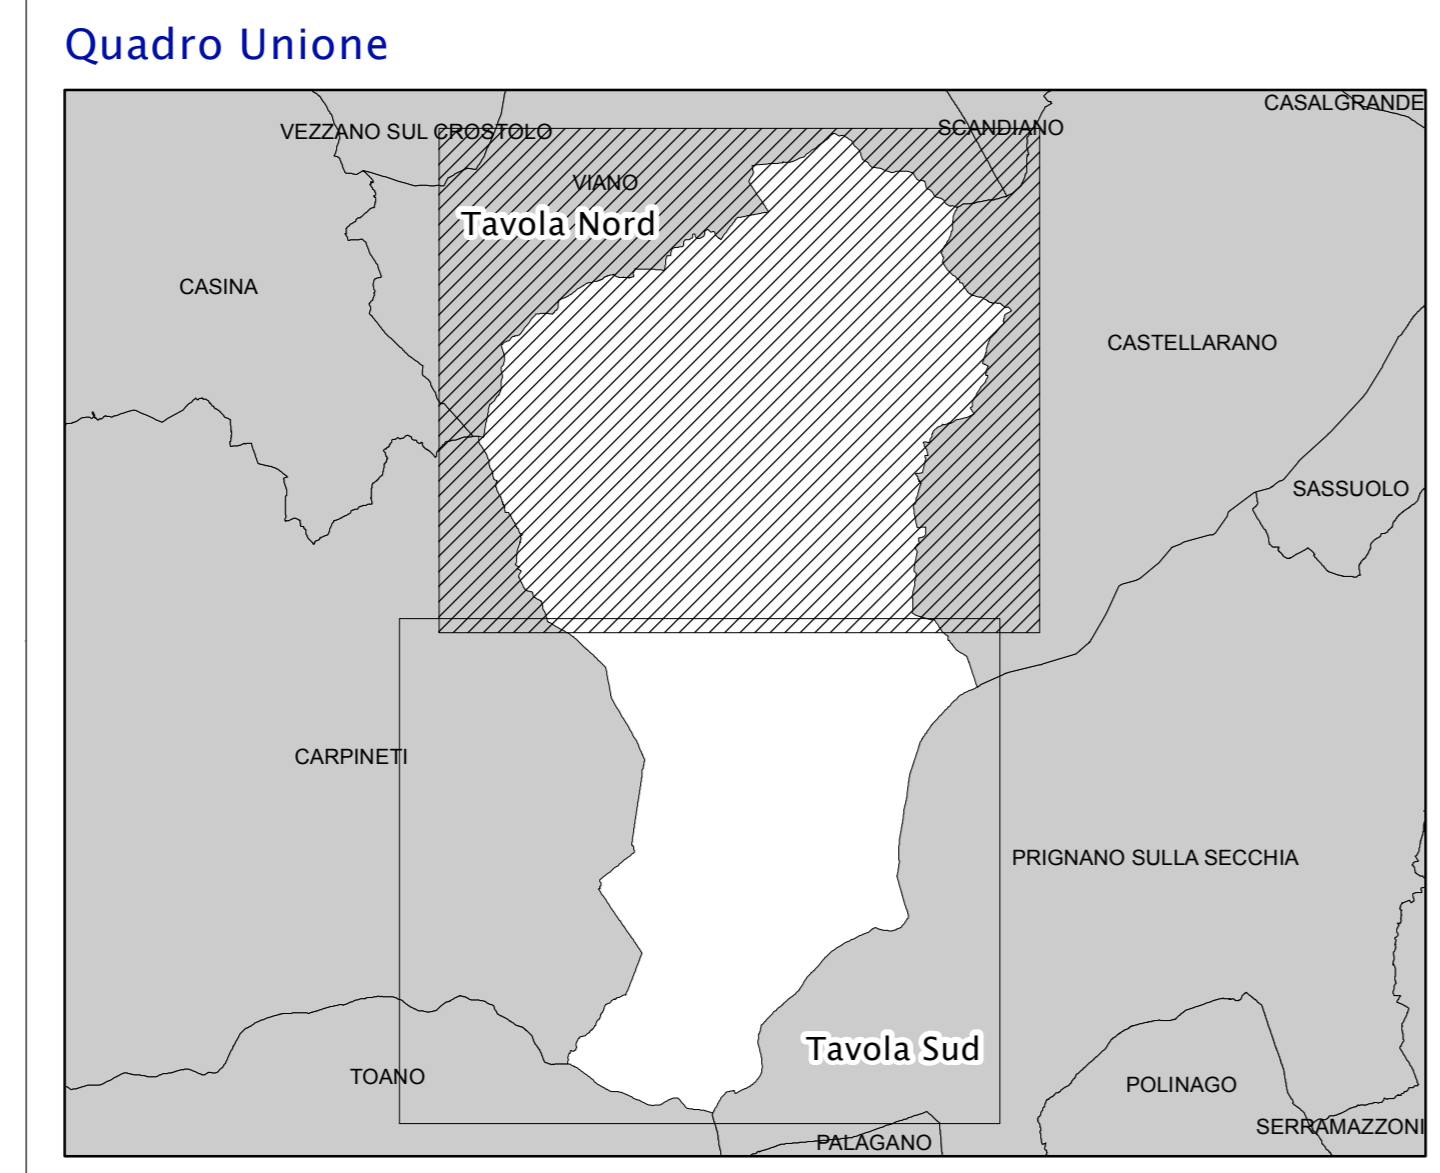 Quadro Unione
CASALGRANDE
SCANDIANO
VEZZANO SUL CROSTOLO
VIANO
Tavola Nord
CASINA
CASTELLARANO
SASSUOLO
CARPINETI
PRIGNANO SULLA SECCHIA
Tavola Sud
TOANO
POLINAGO
SERRAMAZZONI
PALAGANO